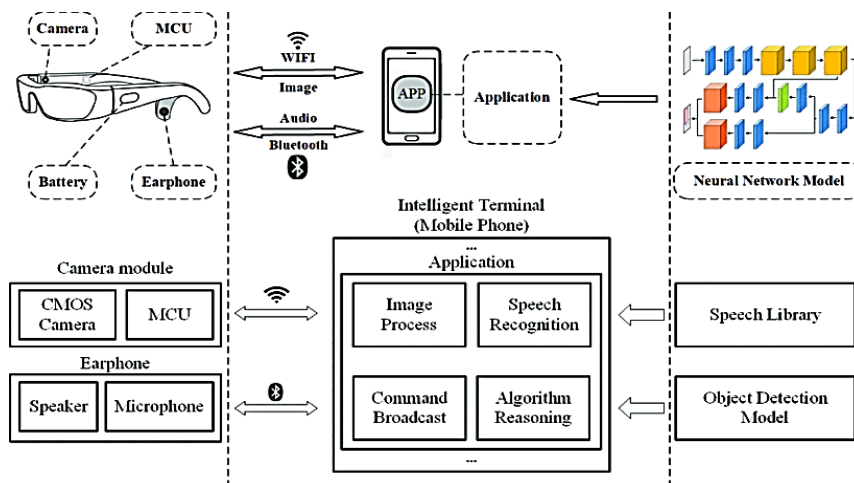 Camera
MCU
WIFI
Image
APP
Application
Audio
Bluetooth
Battery
Earphone
Neural Network Model
Intelligent Terminal
(Mobile Phone)
...
Application
Camera module
CMOS
Camera
MCU
Image
Process
Speech
Recognition
Speech Library
Earphone
Speaker
Microphone
Command
Broadcast
Algorithm
Reasoning
Object Detection
Model
...